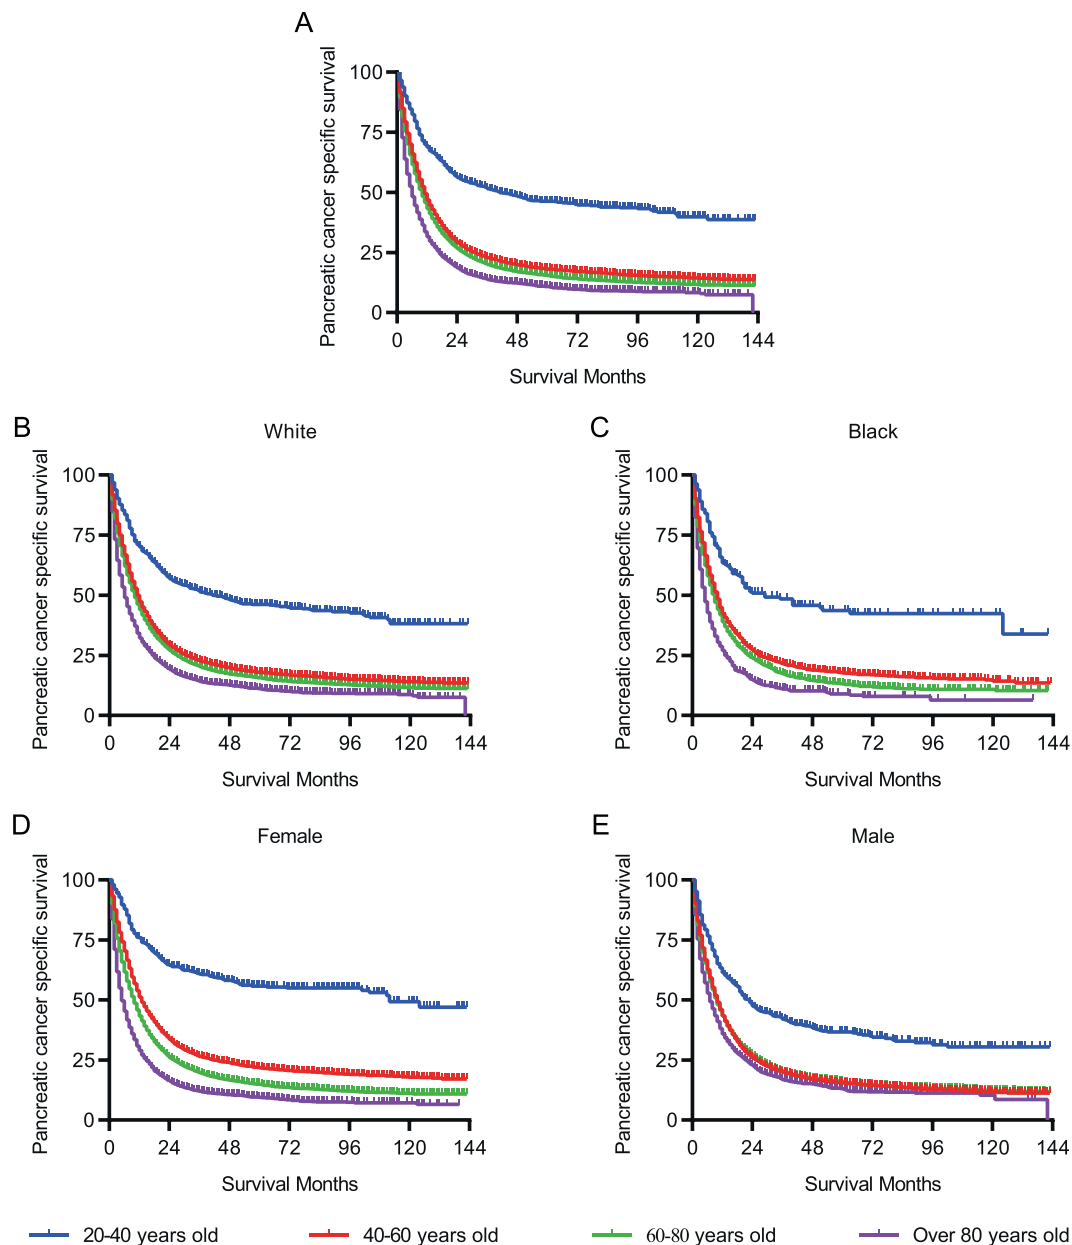 A
Pancreatic cancer specific survival
100
75
50
25
0
0 24 48 72 96 120 144
Survival Months
B
White
Pancreatic cancer specific survival
100
75
50
25
0
0 24 48 72 96 120 144
Survival Months
C
Black
Pancreatic cancer specific survival
100
75
50
25
0
0 24 48 72 96 120 144
Survival Months
D
Female
Pancreatic cancer specific survival
100
75
50
25
0
0 24 48 72 96 120 144
Survival Months
E
Male
Pancreatic cancer specific survival
100
75
50
25
0
0 24 48 72 96 120 144
Survival Months
20-40 years old 40-60 years old 60-80 years old Over 80 years old